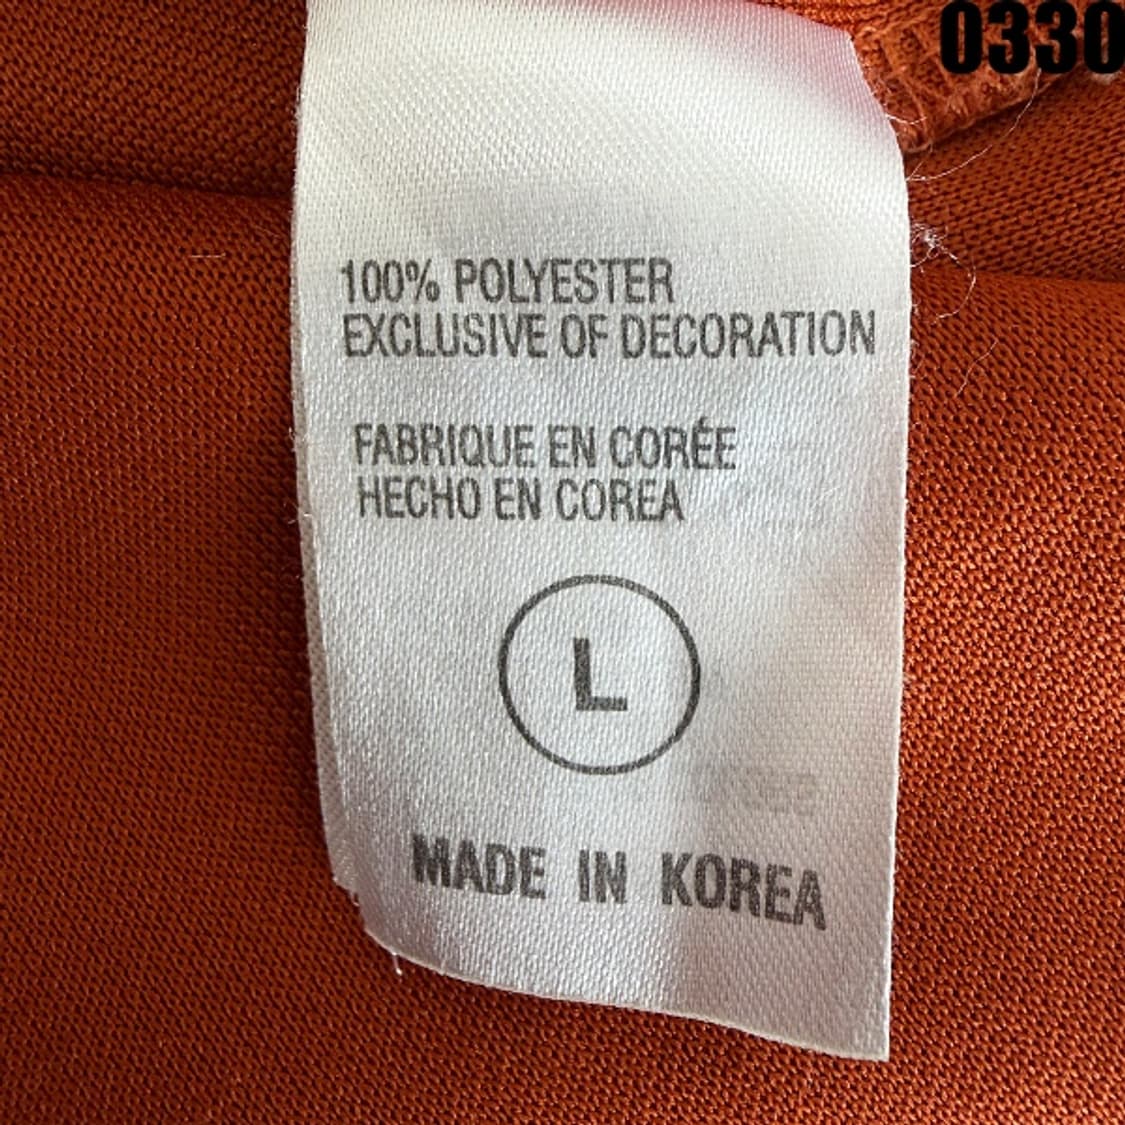 0330
100% POLYESTER
EXCLUSIVE OF DECORATION
FABRIQUE EN CORÉE
HECHO EN COREA
L
MADE IN KOREA